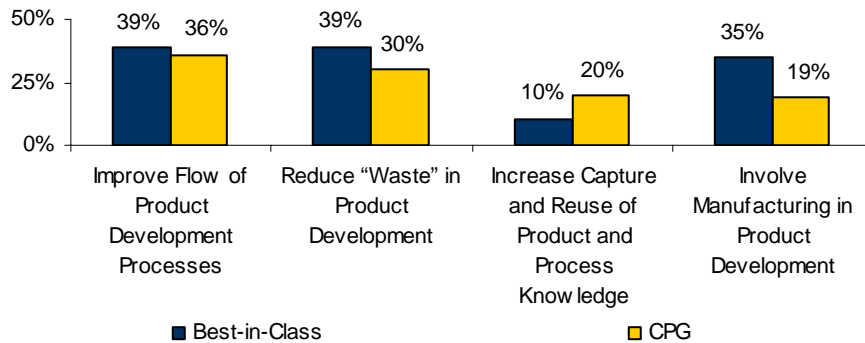 50%
25%
0%
39%
36%
39%
30%
10%
20%
35%
19%
Improve Flow of
Product
Development
Processes
Reduce “Waste” in
Product
Development
Increase Capture
and Reuse of
Product and
Process
Knowledge
Involve
Manufacturing in
Product
Development
Best-in-Class
CPG